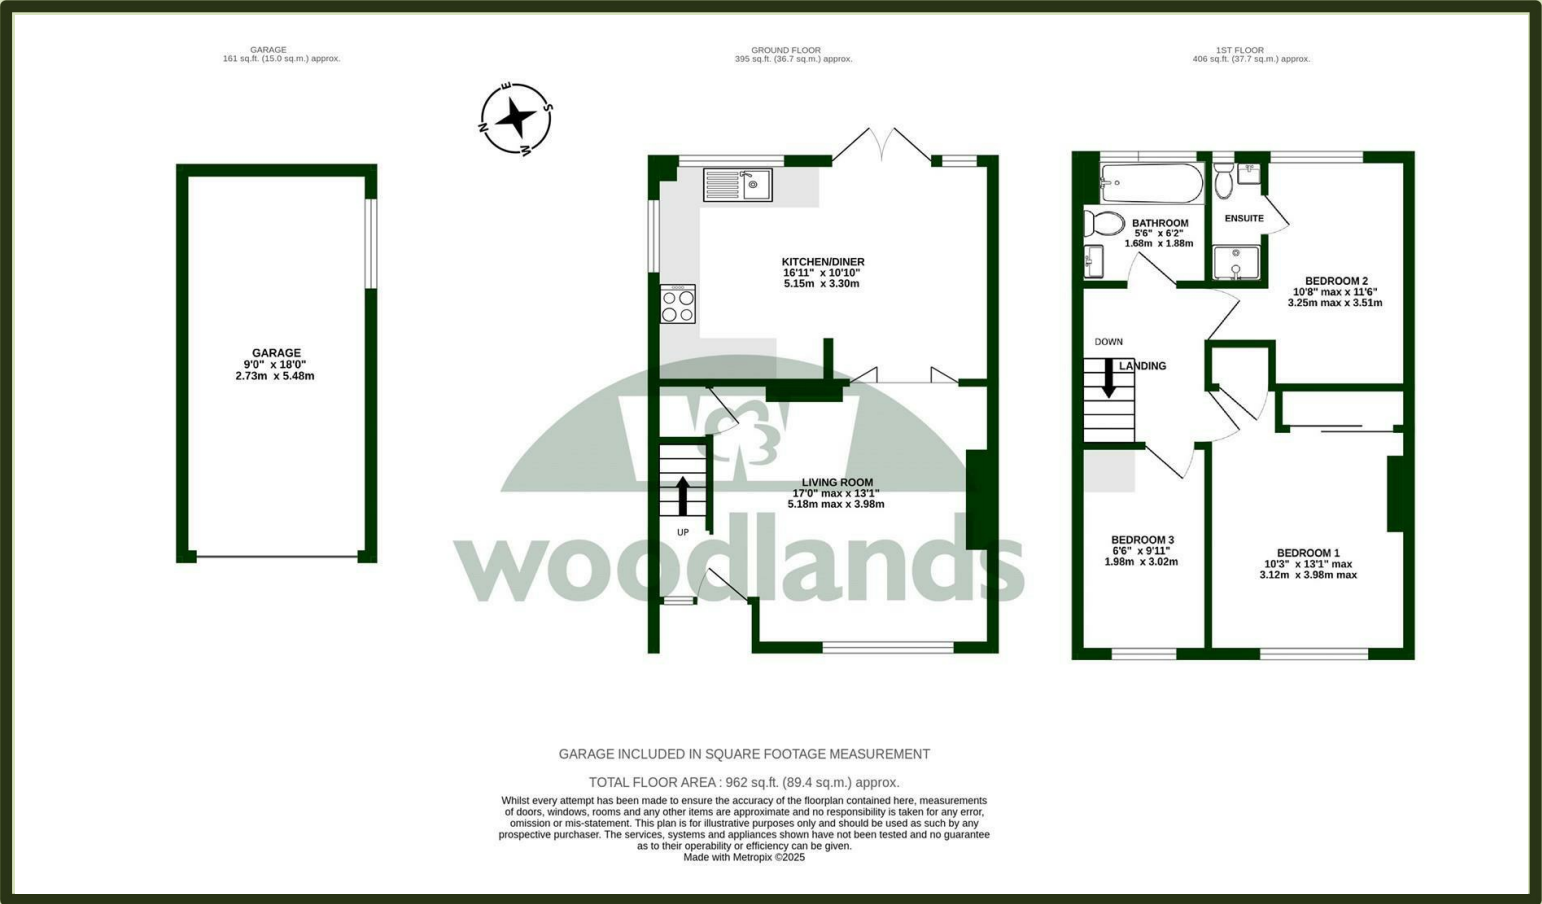 GARAGE
161 sq.ft. (15.0 sq.m.) approx.
GROUND FLOOR
395 sq.ft. (36.7 sq.m.) approx.
1ST FLOOR
406 sq.ft. (37.7 sq.m.) approx.
E
S
N
W
GARAGE
9'0" x 18'0"
2.73m x 5.48m
KITCHEN/DINER
16'11" x 10'10"
5.15m x 3.30m
LIVING ROOM
17'0" max x 13'1"
5.18m max x 3.98m
UP
woodlands
BATHROOM
5'6" x 6'2"
1.68m x 1.88m
ENSUITE
BEDROOM 2
10'8" max x 11'6"
3.25m max x 3.51m
DOWN
LANDING
BEDROOM 3
6'6" x 9'11"
1.98m x 3.02m
BEDROOM 1
10'3" x 13'1" max
3.12m x 3.98m max
GARAGE INCLUDED IN SQUARE FOOTAGE MEASUREMENT
TOTAL FLOOR AREA : 962 sq.ft. (89.4 sq.m.) approx.
Whilst every attempt has been made to ensure the accuracy of the floorplan contained here, measurements
of doors, windows, rooms and any other items are approximate and no responsibility is taken for any error,
omission or mis-statement. This plan is for illustrative purposes only and should be used as such by any
prospective purchaser. The services, systems and appliances shown have not been tested and no guarantee
as to their operability or efficiency can be given.
Made with Metropix ©2025